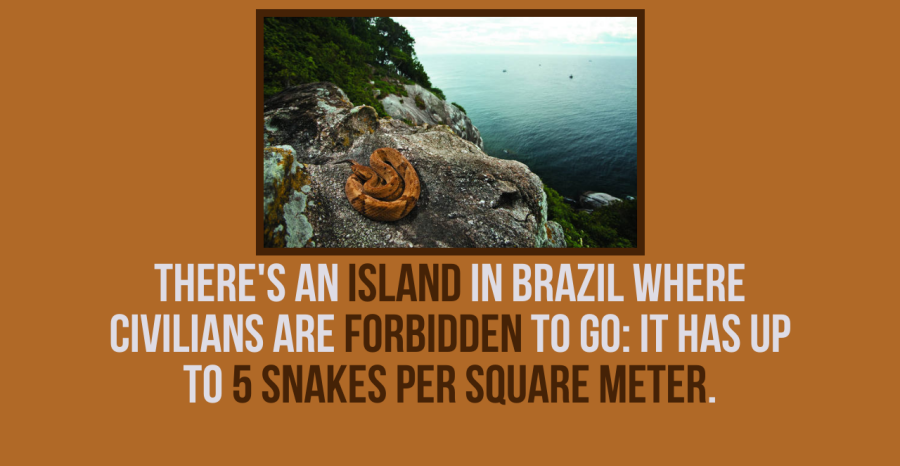 THERE'S AN ISLAND IN BRAZIL WHERE
CIVILIANS ARE FORBIDDEN TO GO: IT HAS UP
TO 5 SNAKES PER SQUARE METER.